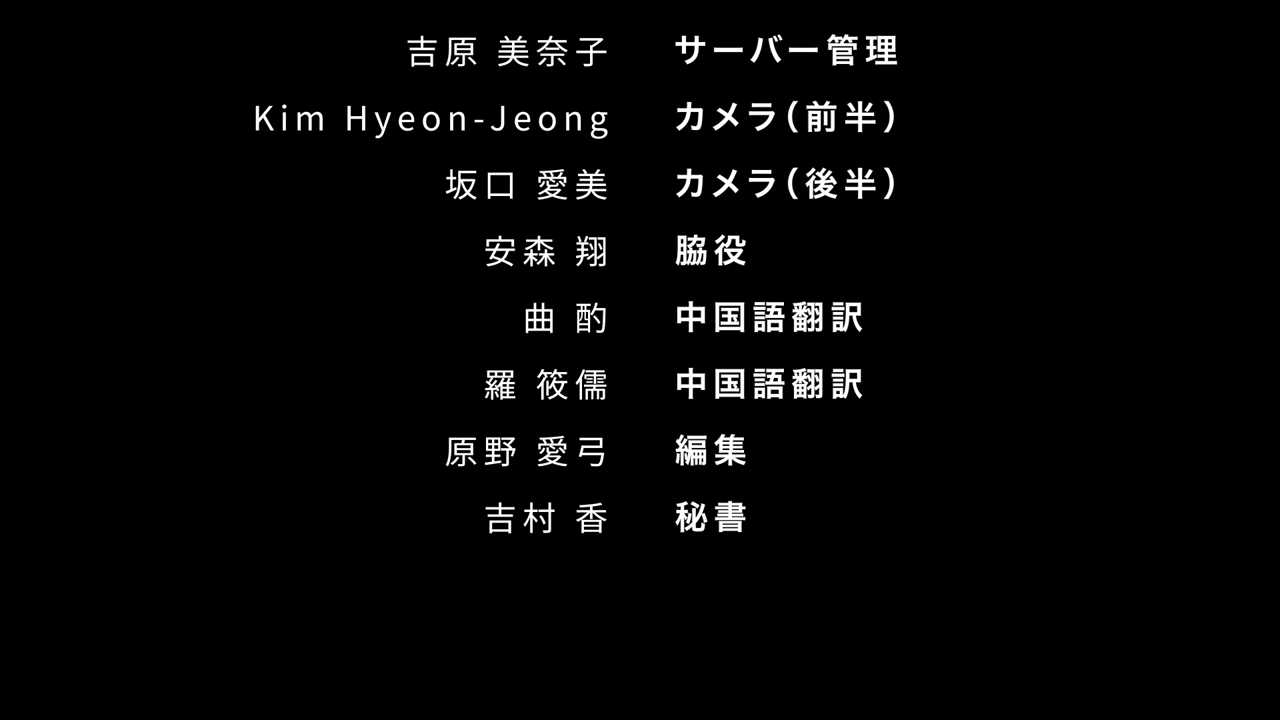 吉原 美奈子 サーバー管理
Kim Hyeon-Jeong カメラ(前半)
坂口 愛美 カメラ(後半)
安森 翔 脇役
曲 酌 中国語翻訳
羅 筱儒 中国語翻訳
原野 愛弓 編集
吉村 香 秘書